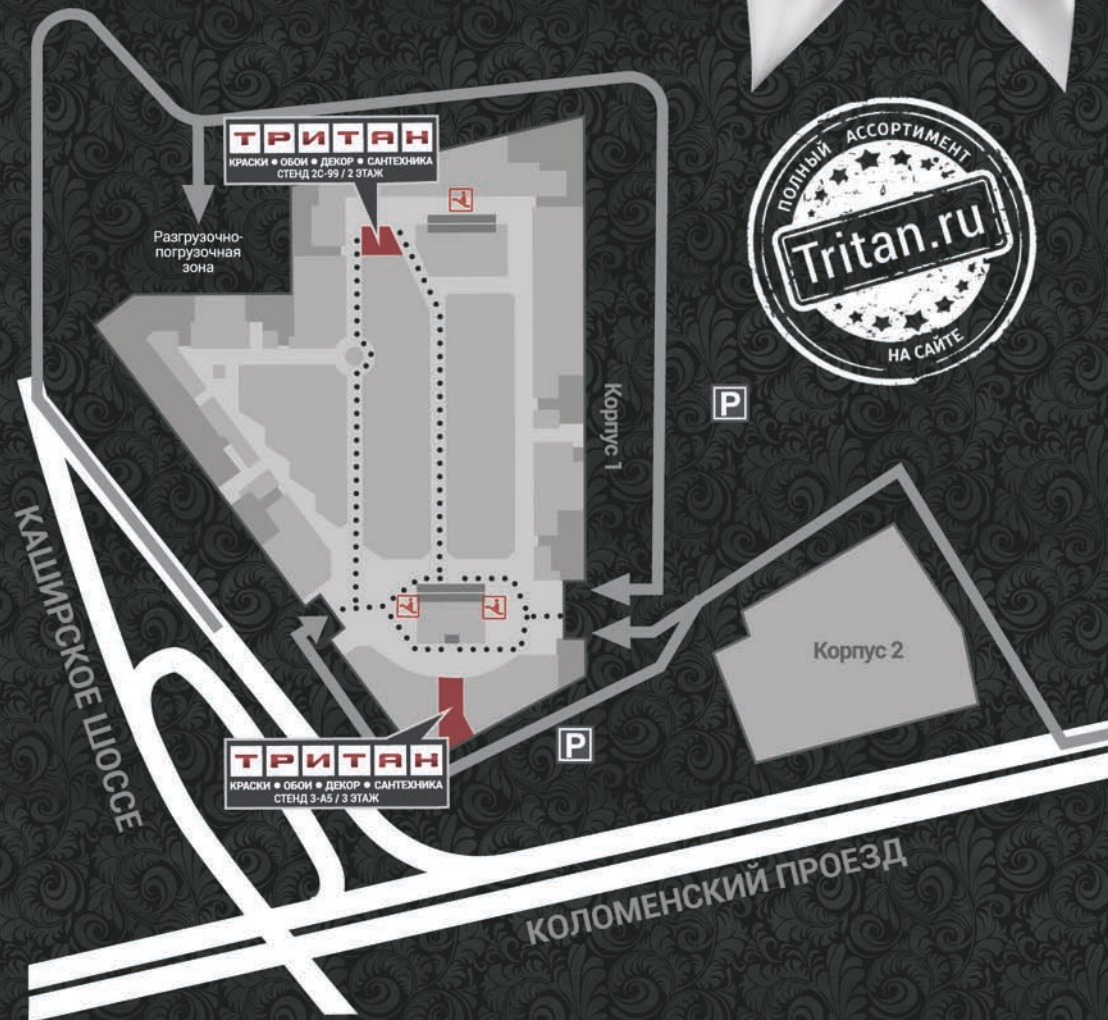 ТРИТАН
КРАСКИ • ОБОИ • ДЕКОР • САНТЕХНИКА
СТЕНД 2С-99 / 2 ЭТАЖ
ПОЛНЫЙ АССОРТИМЕНТ
Tritan.ru
НА САЙТЕ
Разгрузочно-
погрузочная
зона
Корпус 1
P
Корпус 2
КАШИРСКОЕ ШОССЕ
P
ТРИТАН
КРАСКИ • ОБОИ • ДЕКОР • САНТЕХНИКА
СТЕНД 3-А5 / 3 ЭТАЖ
КОЛОМЕНСКИЙ ПРОЕЗД